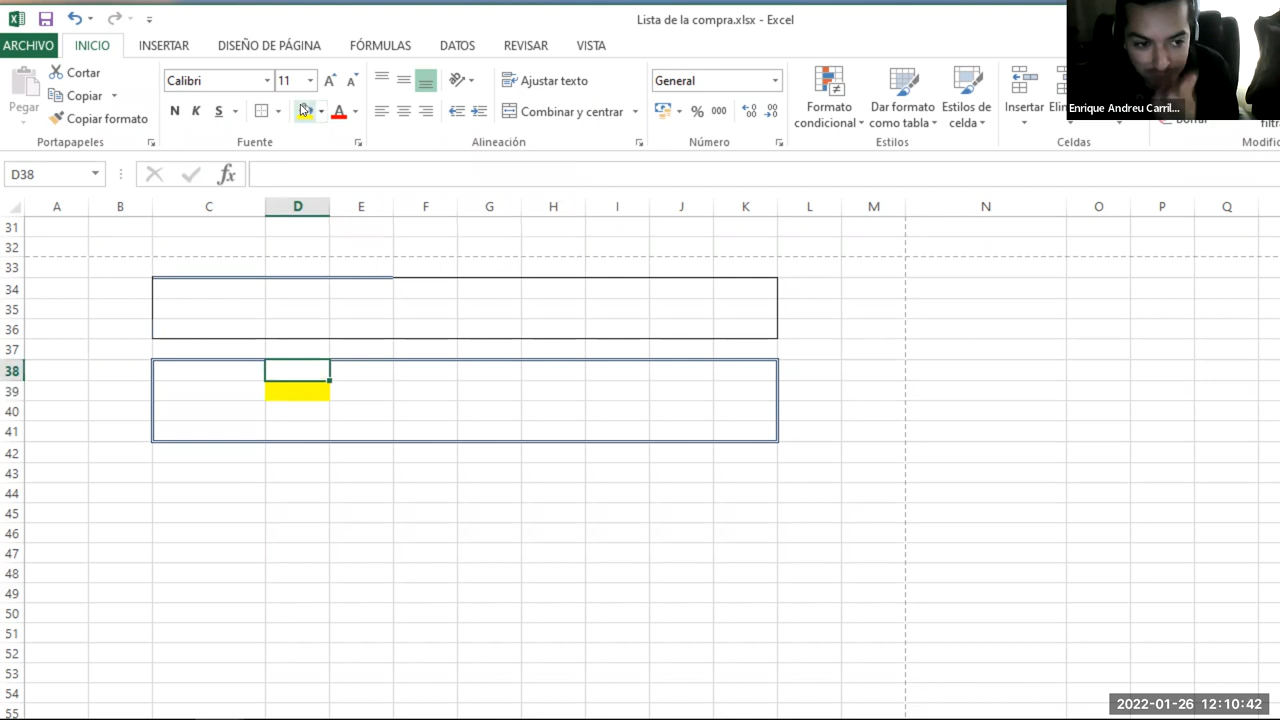 Lista de la compra.xlsx - Excel
ARCHIVO INICIO INSERTAR DISEÑO DE PÁGINA FÓRMULAS DATOS REVISAR VISTA
Pegar
Cortar
Copiar
Copiar formato
Portapapeles
Calibri 11
N K S A
Fuente
Ajustar texto
Combinar y centrar
Alineación
General
% 000
Número
Formato condicional
Dar formato como tabla
Estilos de celda
Estilos
Insertar
Celdas
Enrique Andreu Carril...
D38
fx
A B C D E F G H I J K L M N O P Q
31
32
33
34
35
36
37
38
39
40
41
42
43
44
45
46
47
48
49
50
51
52
53
54
55
2022-01-26 12:10:42